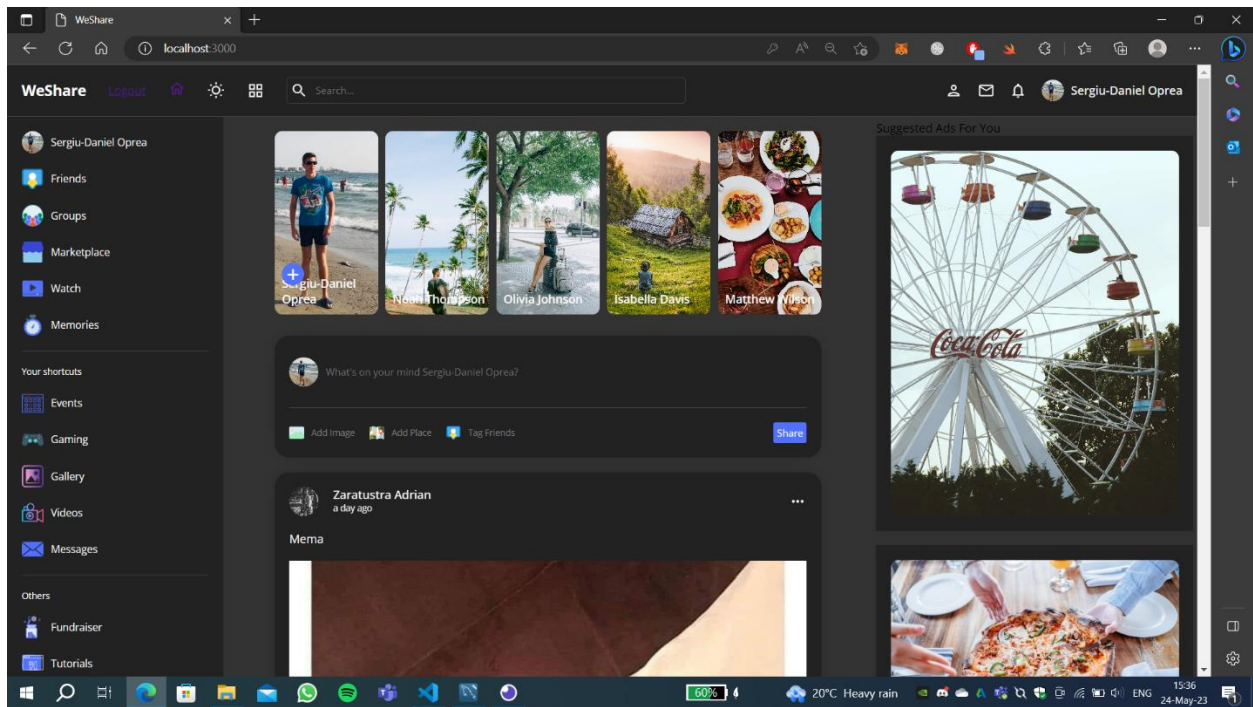 WeShare
localhost:3000
WeShare Logout
Search...
Sergiu-Daniel Oprea
Sergiu-Daniel Oprea
Friends
Groups
Marketplace
Watch
Memories
Your shortcuts
Events
Gaming
Gallery
Videos
Messages
Others
Fundraiser
Tutorials
Sergiu-Daniel
Oprea
Noah Thompson
Olivia Johnson
Isabella Davis
Matthew Wilson
What's on your mind Sergiu-Daniel Oprea?
Add Image Add Place Tag Friends Share
Zaratustra Adrian
a day ago
Mema
Suggested Ads For You
Coca-Cola
60% 20°C Heavy rain ENG 15:36
24-May-23